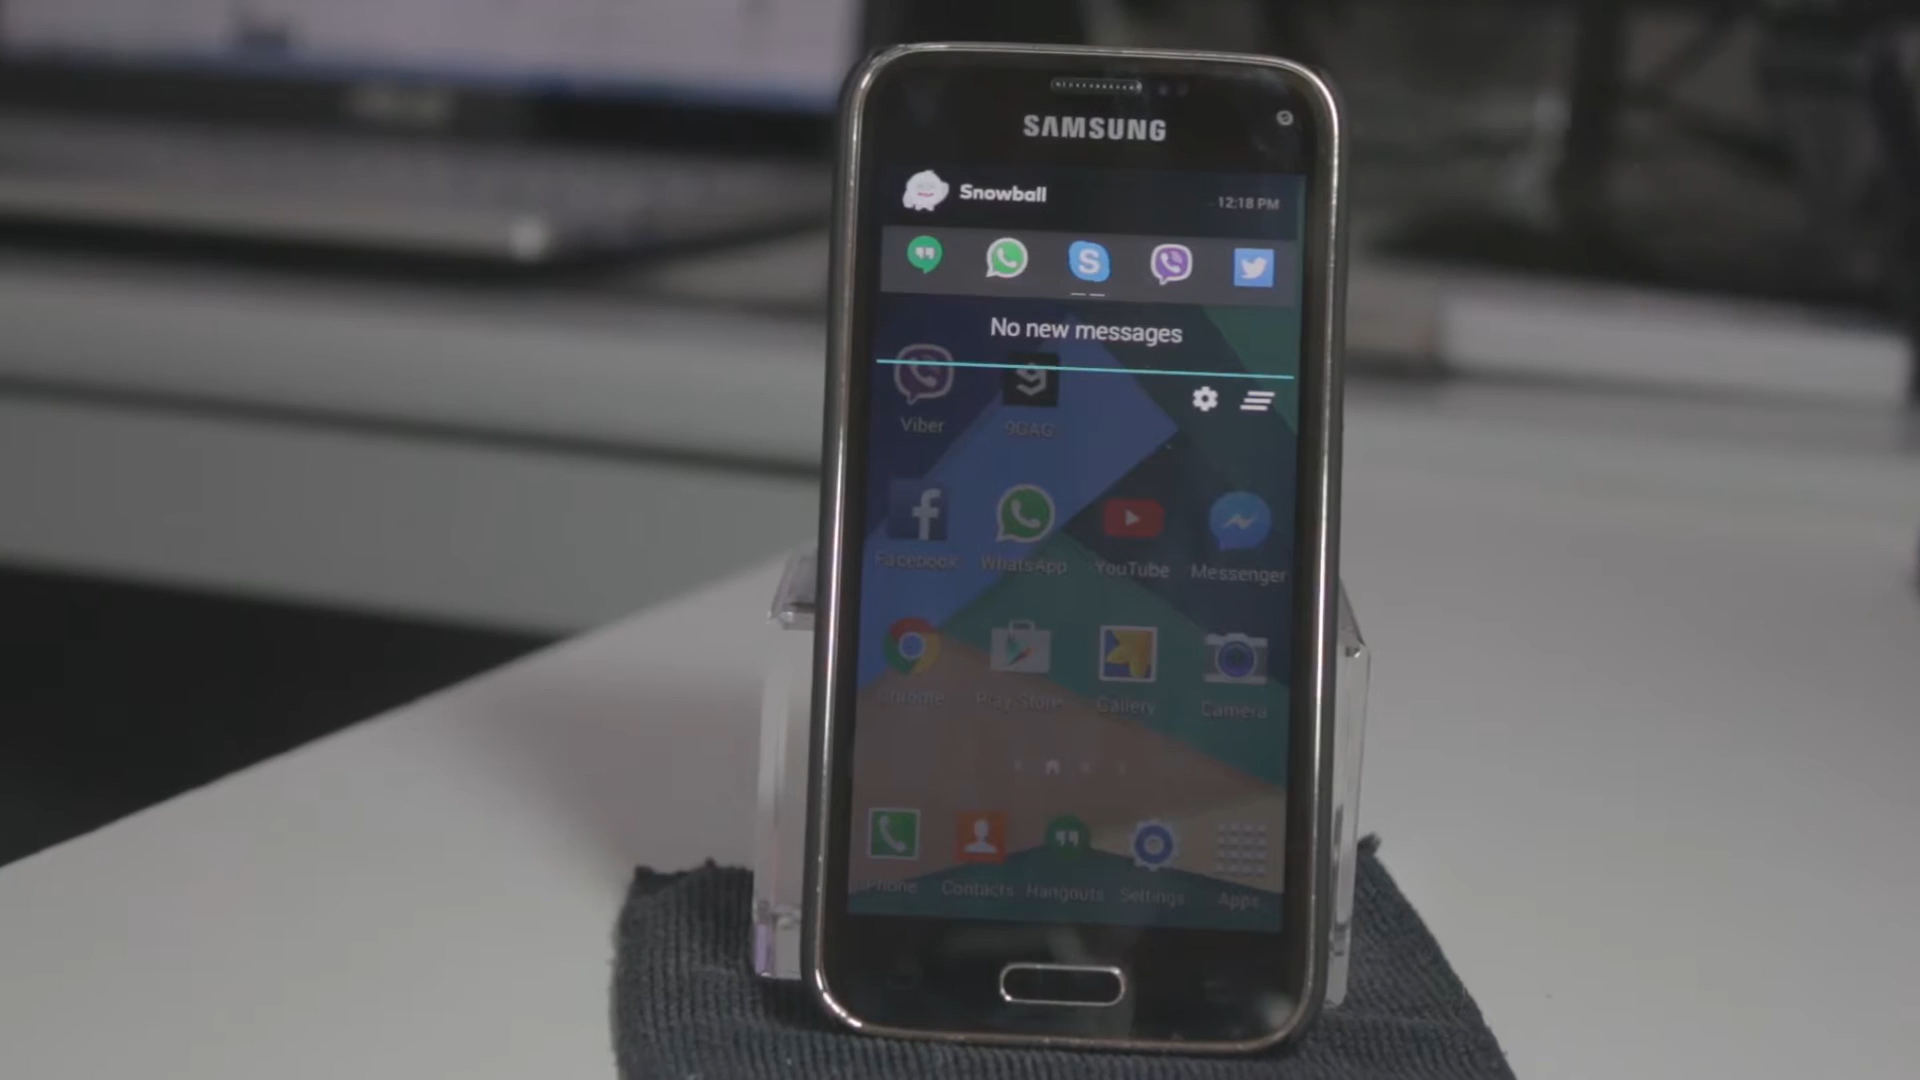 SAMSUNG
Snowball
12:18 PM
No new messages
Viber
9GAG
Facebook
WhatsApp
YouTube
Messenger
Chrome
Play Store
Gallery
Camera
Phone
Contacts
Hangouts
Settings
Apps